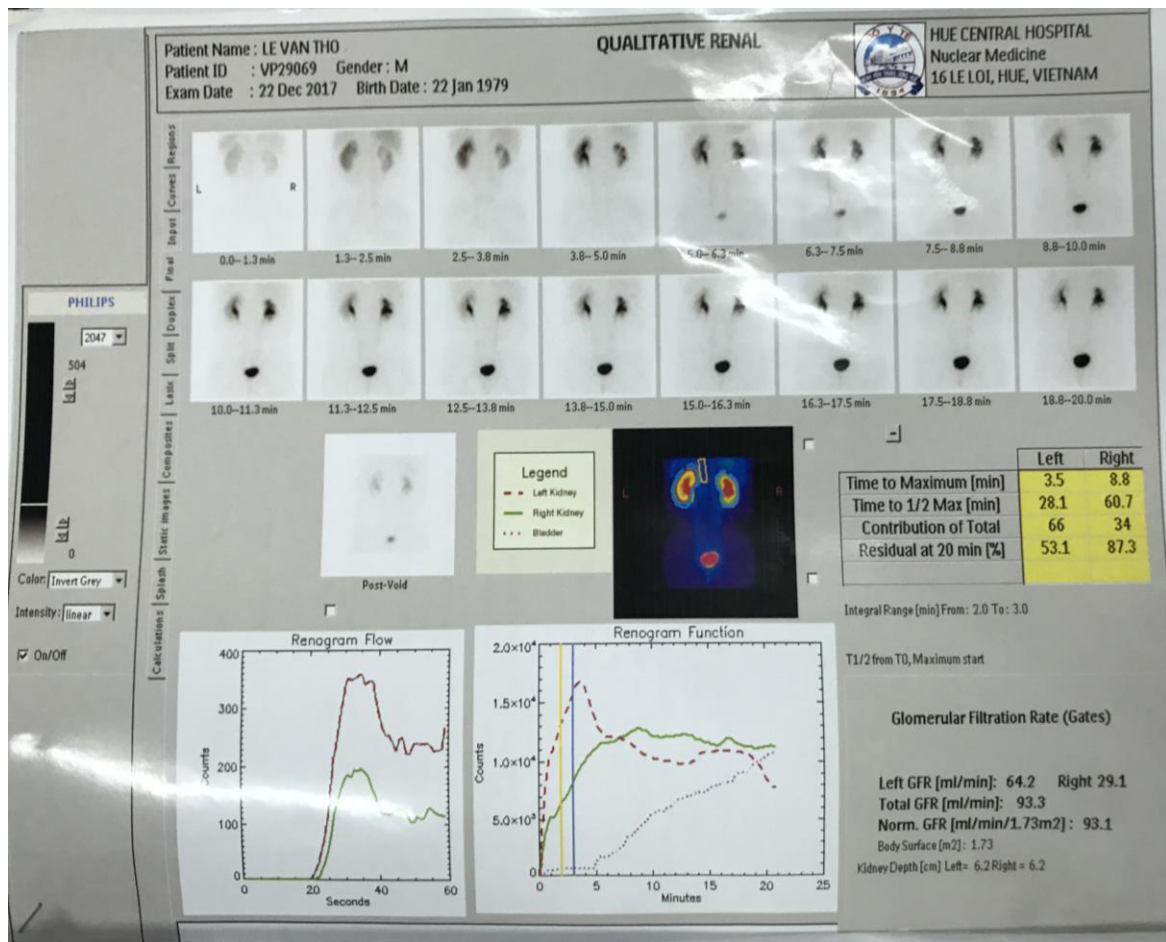 Patient Name : LE VAN THO
Patient ID : VP29069 Gender : M
Exam Date : 22 Dec 2017 Birth Date : 22 Jan 1979
QUALITATIVE RENAL
HUE CENTRAL HOSPITAL
Nuclear Medicine
16 LE LOI, HUE, VIETNAM
Regions
Curves
Input
Final
Duplex
Split
Lasix
Composites
Static images
Splash
Calculations
L R
0.0--1.3 min
1.3--2.5 min
2.5--3.8 min
3.8--5.0 min
5.0--6.3 min
6.3--7.5 min
7.5--8.8 min
8.8--10.0 min
10.0--11.3 min
11.3--12.5 min
12.5--13.8 min
13.8--15.0 min
15.0--16.3 min
16.3--17.5 min
17.5--18.8 min
18.8--20.0 min
PHILIPS
2047
504
0
Color: Invert Grey
Intensity: linear
On/Off
Post-Void
Legend
Left Kidney
Right Kidney
Bladder
L R
Left Right
Time to Maximum [min] 3.5 8.8
Time to 1/2 Max [min] 28.1 60.7
Contribution of Total 66 34
Residual at 20 min [%] 53.1 87.3
Integral Range [min] From : 2.0 To : 3.0
T1/2 from T0, Maximum start
Renogram Flow
400
300
200
100
0
Counts
0 20 40 60
Seconds
Renogram Function
2.0×10⁴
1.5×10⁴
1.0×10⁴
5.0×10³
0
Counts
0 5 10 15 20 25
Minutes
Glomerular Filtration Rate (Gates)
Left GFR [ml/min]: 64.2 Right 29.1
Total GFR [ml/min]: 93.3
Norm. GFR [ml/min/1.73m2] : 93.1
Body Surface [m2] : 1.73
Kidney Depth [cm] Left= 6.2 Right = 6.2